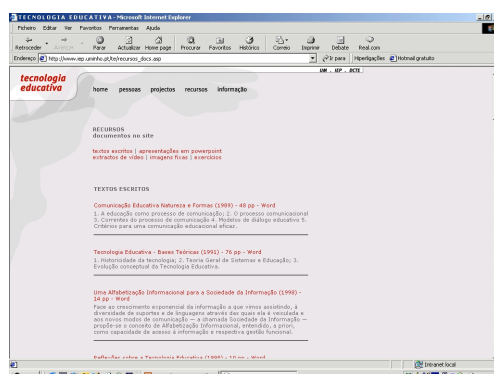 TECNOLOGIA EDUCATIVA - Microsoft Internet Explorer
Ficheiro Editar Ver Favoritos Ferramentas Ajuda
Retroceder Avançar Parar Actualizar Home page Procurar Favoritos Histórico Correio Imprimir Debate Real.com
Endereço http://www.iep.uminho.pt/te/recursos_docs.asp Ir para Hiperligações Hotmail gratuito
UM . IEP . DCTE
tecnologia
educativa
home pessoas projectos recursos informação
RECURSOS
documentos no site
textos escritos | apresentações em powerpoint
extractos de vídeo | imagens fixas | exercícios
TEXTOS ESCRITOS
Comunicação Educativa Natureza e Formas (1989) - 48 pp - Word
1. A educação como processo de comunicação; 2. O processo comunicacional
3. Correntes do processo de comunicação 4. Modelos de diálogo educativo 5.
Critérios para uma comunicação educacional eficaz.
Tecnologia Educativa - Bases Teóricas (1991) - 76 pp - Word
1. Historicidade da tecnologia; 2. Teoria Geral de Sistemas e Educação; 3.
Evolução conceptual da Tecnologia Educativa.
Uma Alfabetização Informacional para a Sociedade da Informação (1998) -
14 pp - Word
Face ao crescimento exponencial da informação a que vimos assistindo, à
diversidade de suportes e de linguagens através das quais ela é veiculada e
aos novos modos de comunicação — a chamada Sociedade da Informação —
propõe-se o conceito de Alfabetização Informacional, entendido, a priori,
como capacidade de acesso à informação e respectiva gestão funcional.
Reflexões sobre a Tecnologia Educativa (1998) - 10 pp - Word
Intranet local